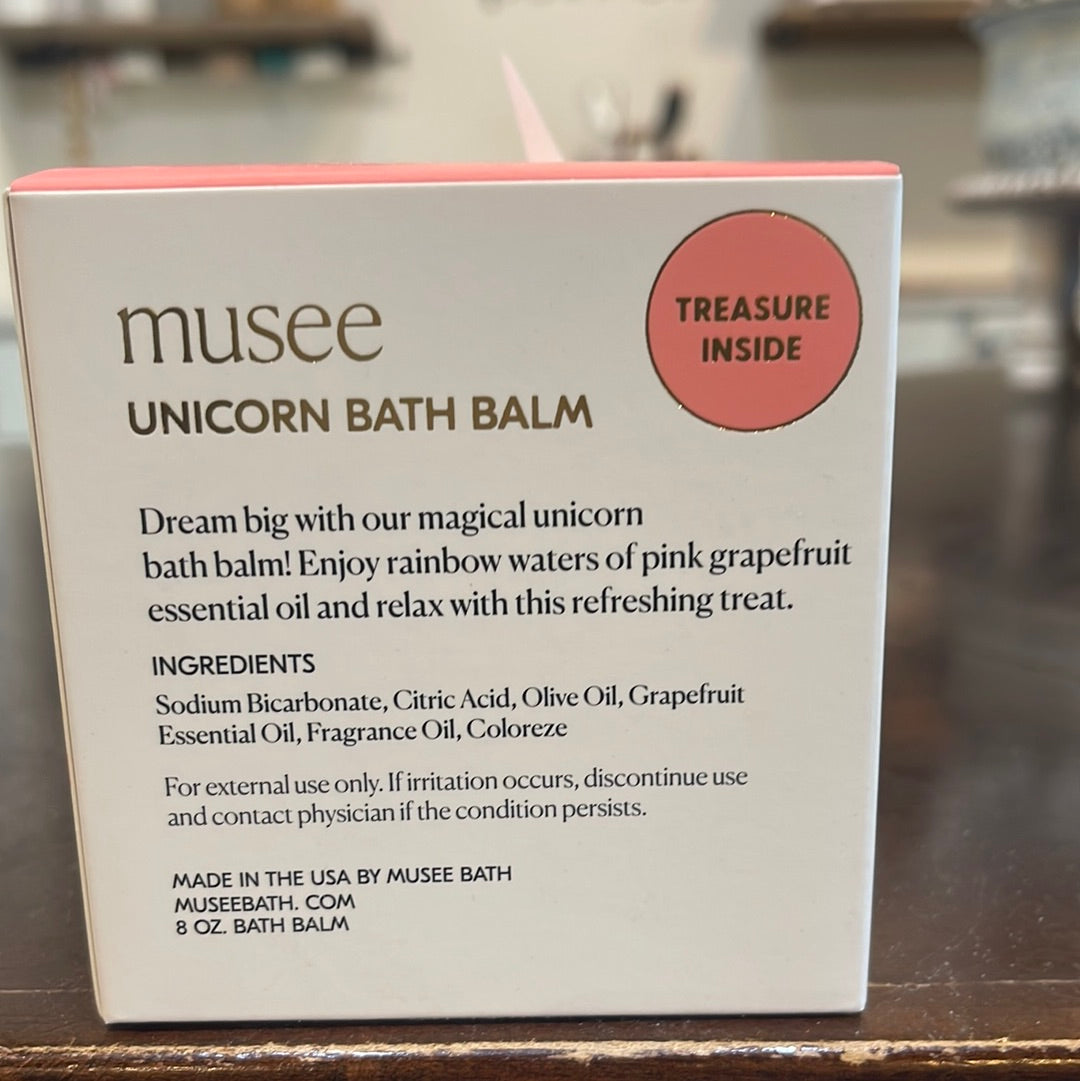 musee
TREASURE
INSIDE
UNICORN BATH BALM
Dream big with our magical unicorn
bath balm! Enjoy rainbow waters of pink grapefruit
essential oil and relax with this refreshing treat.
INGREDIENTS
Sodium Bicarbonate, Citric Acid, Olive Oil, Grapefruit
Essential Oil, Fragrance Oil, Coloreze
For external use only. If irritation occurs, discontinue use
and contact physician if the condition persists.
MADE IN THE USA BY MUSEE BATH
MUSEEBATH. COM
8 OZ. BATH BALM